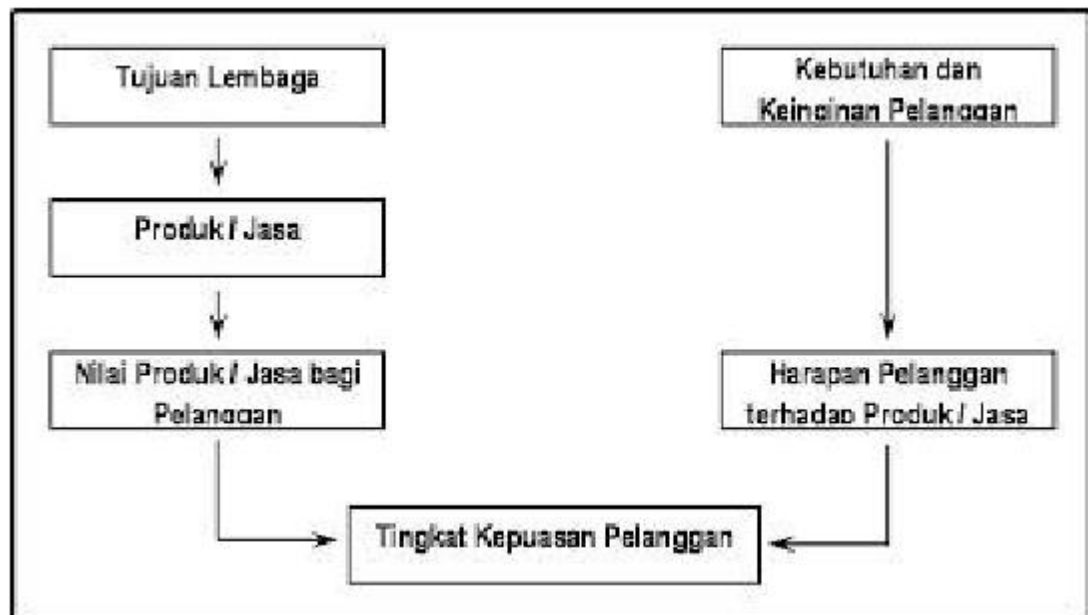 Tujuan Lembaga
Produk / Jasa
Nilai Produk / Jasa bagi
Pelanggan
Kebutuhan dan
Keinginan Pelanggan
Harapan Pelanggan
terhadap Produk / Jasa
Tingkat Kepuasan Pelanggan